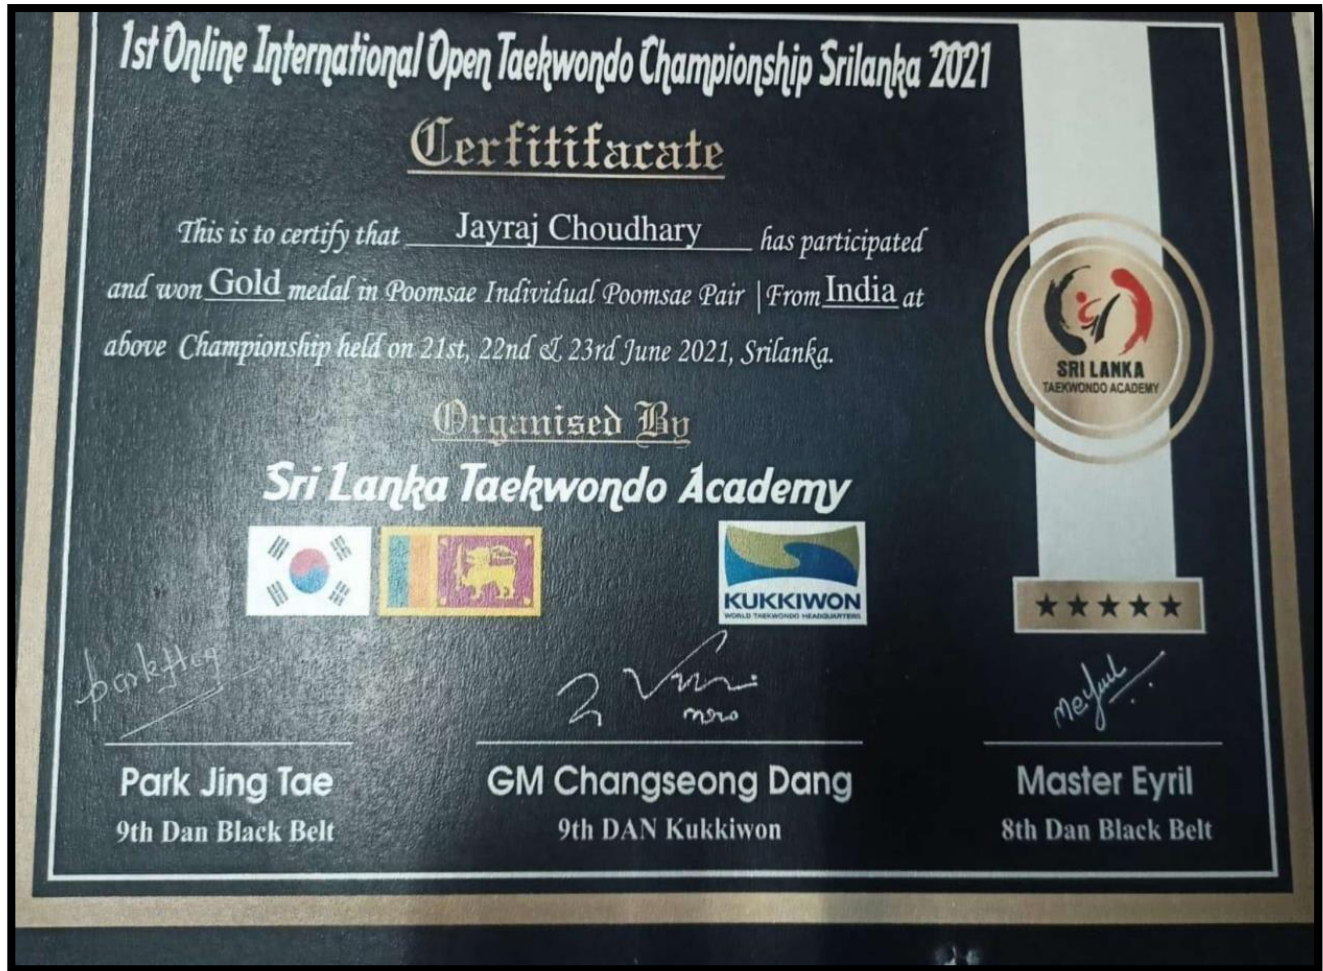 1st Online International Open Taekwondo Championship Srilanka 2021
Cerfitifacate
This is to certify that Jayraj Choudhary has participated
and won Gold medal in Poomsae Individual Poomsae Pair | From India at
above Championship held on 21st, 22nd & 23rd June 2021, Srilanka.
SRI LANKA
TAEKWONDO ACADEMY
Organised By
Sri Lanka Taekwondo Academy
KUKKIWON
WORLD TAEKWONDO HEADQUARTERS
Park Jing Tae
9th Dan Black Belt
GM Changseong Dang
9th DAN Kukkiwon
Master Eyril
8th Dan Black Belt